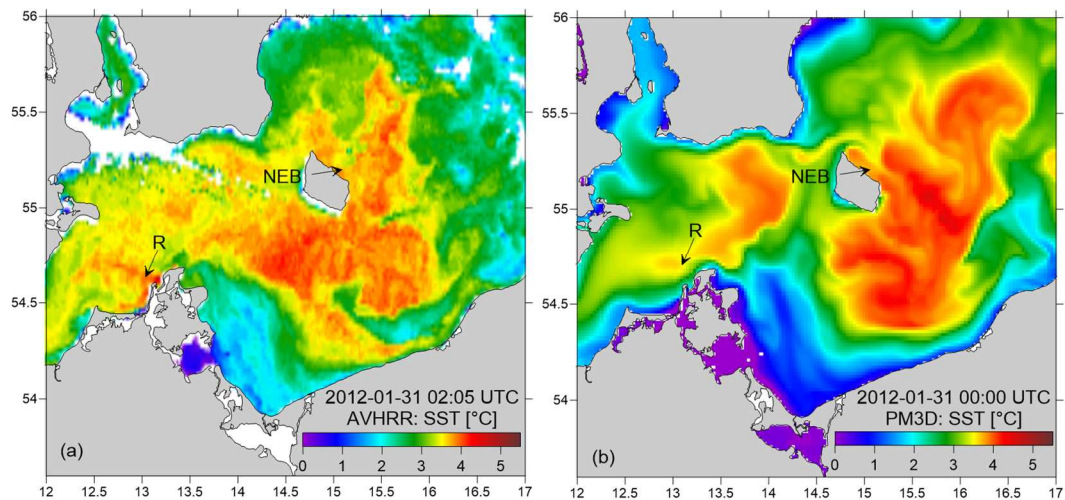 56
55.5
55
54.5
54
NEB
R
2012-01-31 02:05 UTC
AVHRR: SST [°C]
(a)
0 1 2 3 4 5
12 12.5 13 13.5 14 14.5 15 15.5 16 16.5 17
56
55.5
55
54.5
54
NEB
R
2012-01-31 00:00 UTC
PM3D: SST [°C]
(b)
0 1 2 3 4 5
12 12.5 13 13.5 14 14.5 15 15.5 16 16.5 17